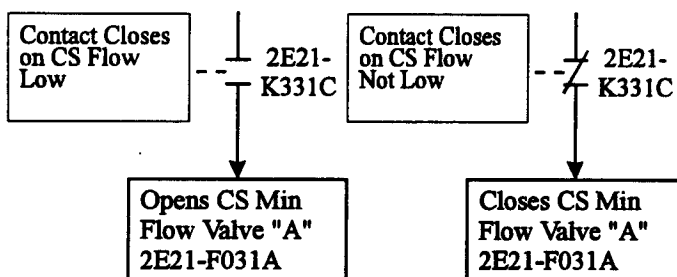 Contact Closes
on CS Flow
Low
2E21-
K331C
Contact Closes
on CS Flow
Not Low
2E21-
K331C
Opens CS Min
Flow Valve "A"
2E21-F031A
Closes CS Min
Flow Valve "A"
2E21-F031A